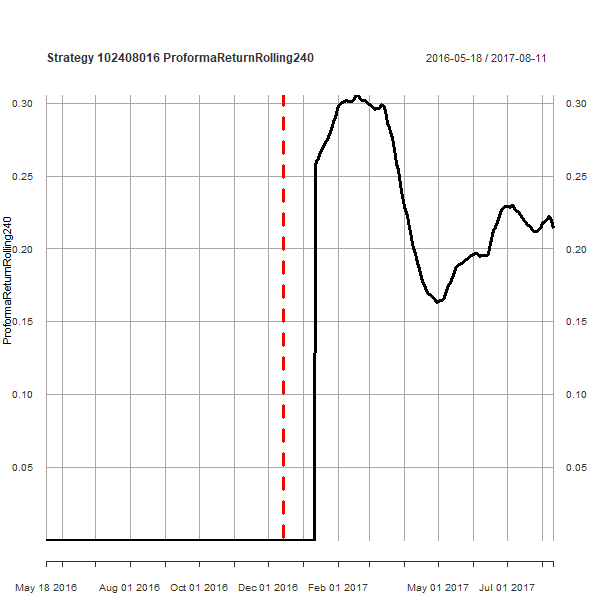 Strategy 102408016 ProformaReturnRolling240
2016-05-18 / 2017-08-11
ProformaReturnRolling240
0.30 0.30
0.25 0.25
0.20 0.20
0.15 0.15
0.10 0.10
0.05 0.05
May 18 2016 Aug 01 2016 Oct 01 2016 Dec 01 2016 Feb 01 2017 May 01 2017 Jul 01 2017